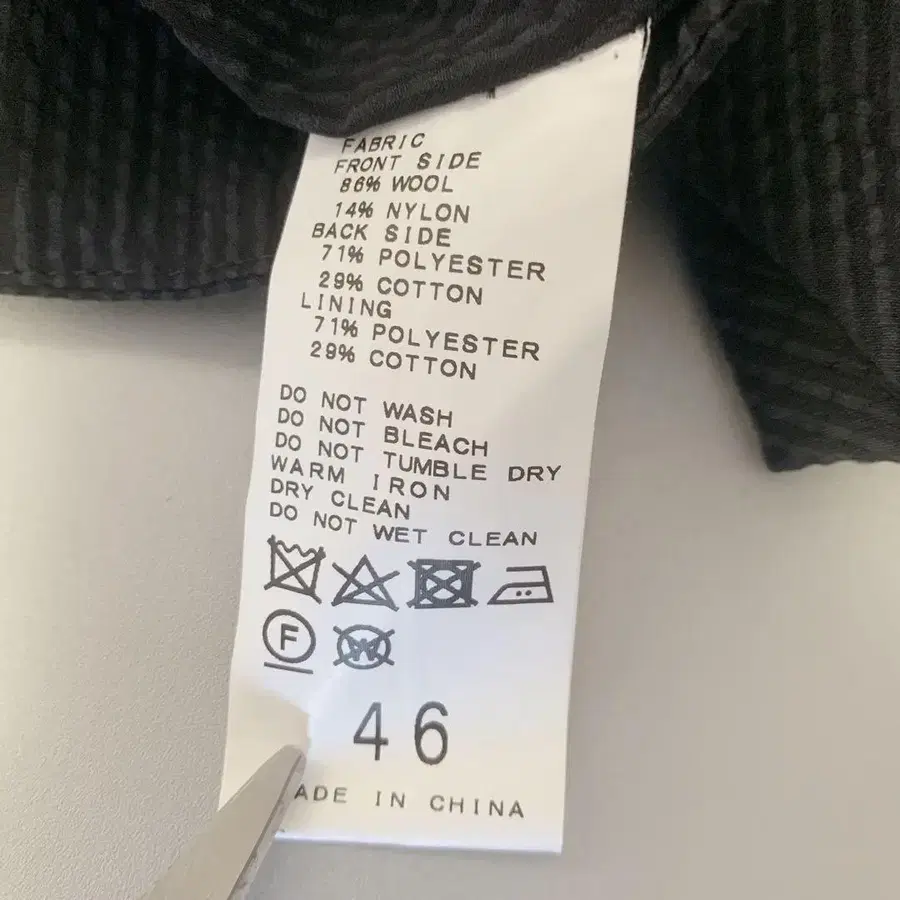 FABRIC
FRONT SIDE
86% WOOL
14% NYLON
BACK SIDE
71% POLYESTER
29% COTTON
LINING
71% POLYESTER
29% COTTON
DO NOT WASH
DO NOT BLEACH
DO NOT TUMBLE DRY
WARM IRON
DRY CLEAN
DO NOT WET CLEAN
F W
46
ADE IN CHINA